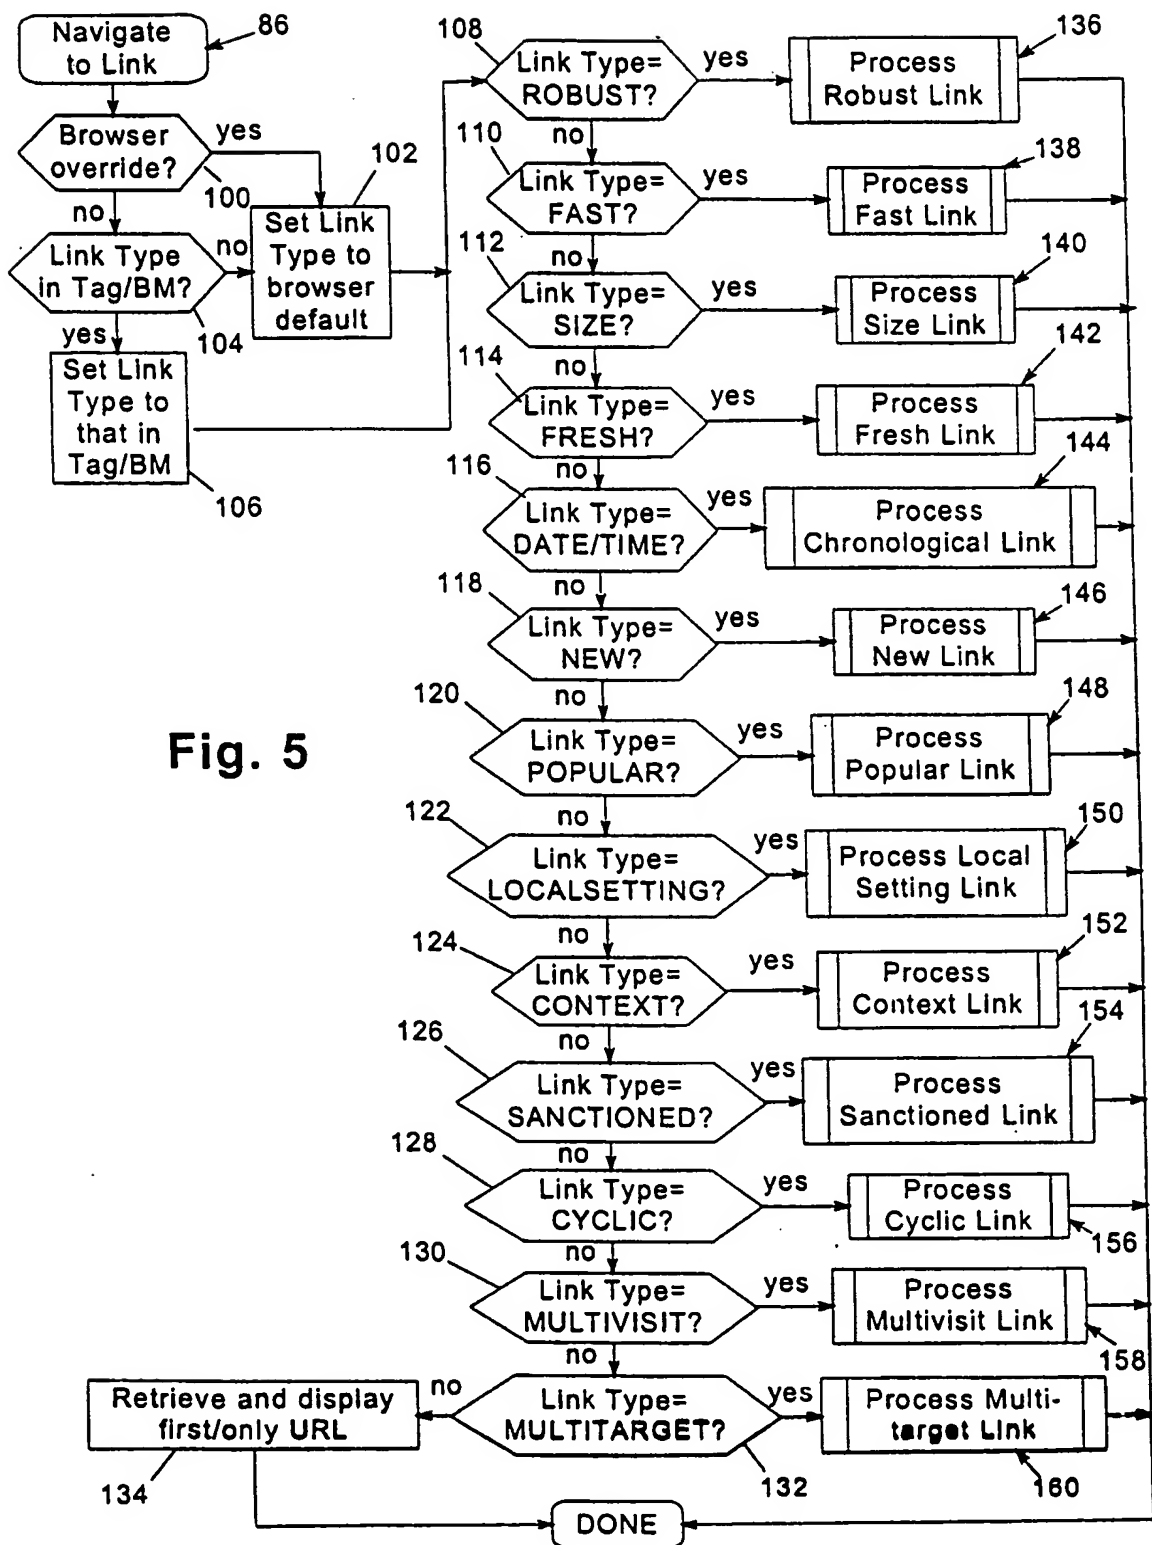 Navigate
to Link
86
Browser
override?
yes
100
no
102
Set Link
Type to
browser
default
Link Type
in Tag/BM?
no
104
yes
Set Link
Type to
that in
Tag/BM
106
108
Link Type=
ROBUST?
yes
Process
Robust Link
136
no
110
Link Type=
FAST?
yes
Process
Fast Link
138
no
112
Link Type=
SIZE?
yes
Process
Size Link
140
no
114
Link Type=
FRESH?
yes
Process
Fresh Link
142
no
116
Link Type=
DATE/TIME?
yes
Process
Chronological Link
144
no
118
Link Type=
NEW?
yes
Process
New Link
146
no
120
Link Type=
POPULAR?
yes
Process
Popular Link
148
Fig. 5
no
122
Link Type=
LOCALSETTING?
yes
Process Local
Setting Link
150
no
124
Link Type=
CONTEXT?
yes
Process
Context Link
152
no
126
Link Type=
SANCTIONED?
yes
Process
Sanctioned Link
154
no
128
Link Type=
CYCLIC?
yes
Process
Cyclic Link
156
no
130
Link Type=
MULTIVISIT?
yes
Process
Multivisit Link
158
no
Link Type=
MULTITARGET?
132
yes
Process Multi-
target Link
160
no
Retrieve and display
first/only URL
134
DONE